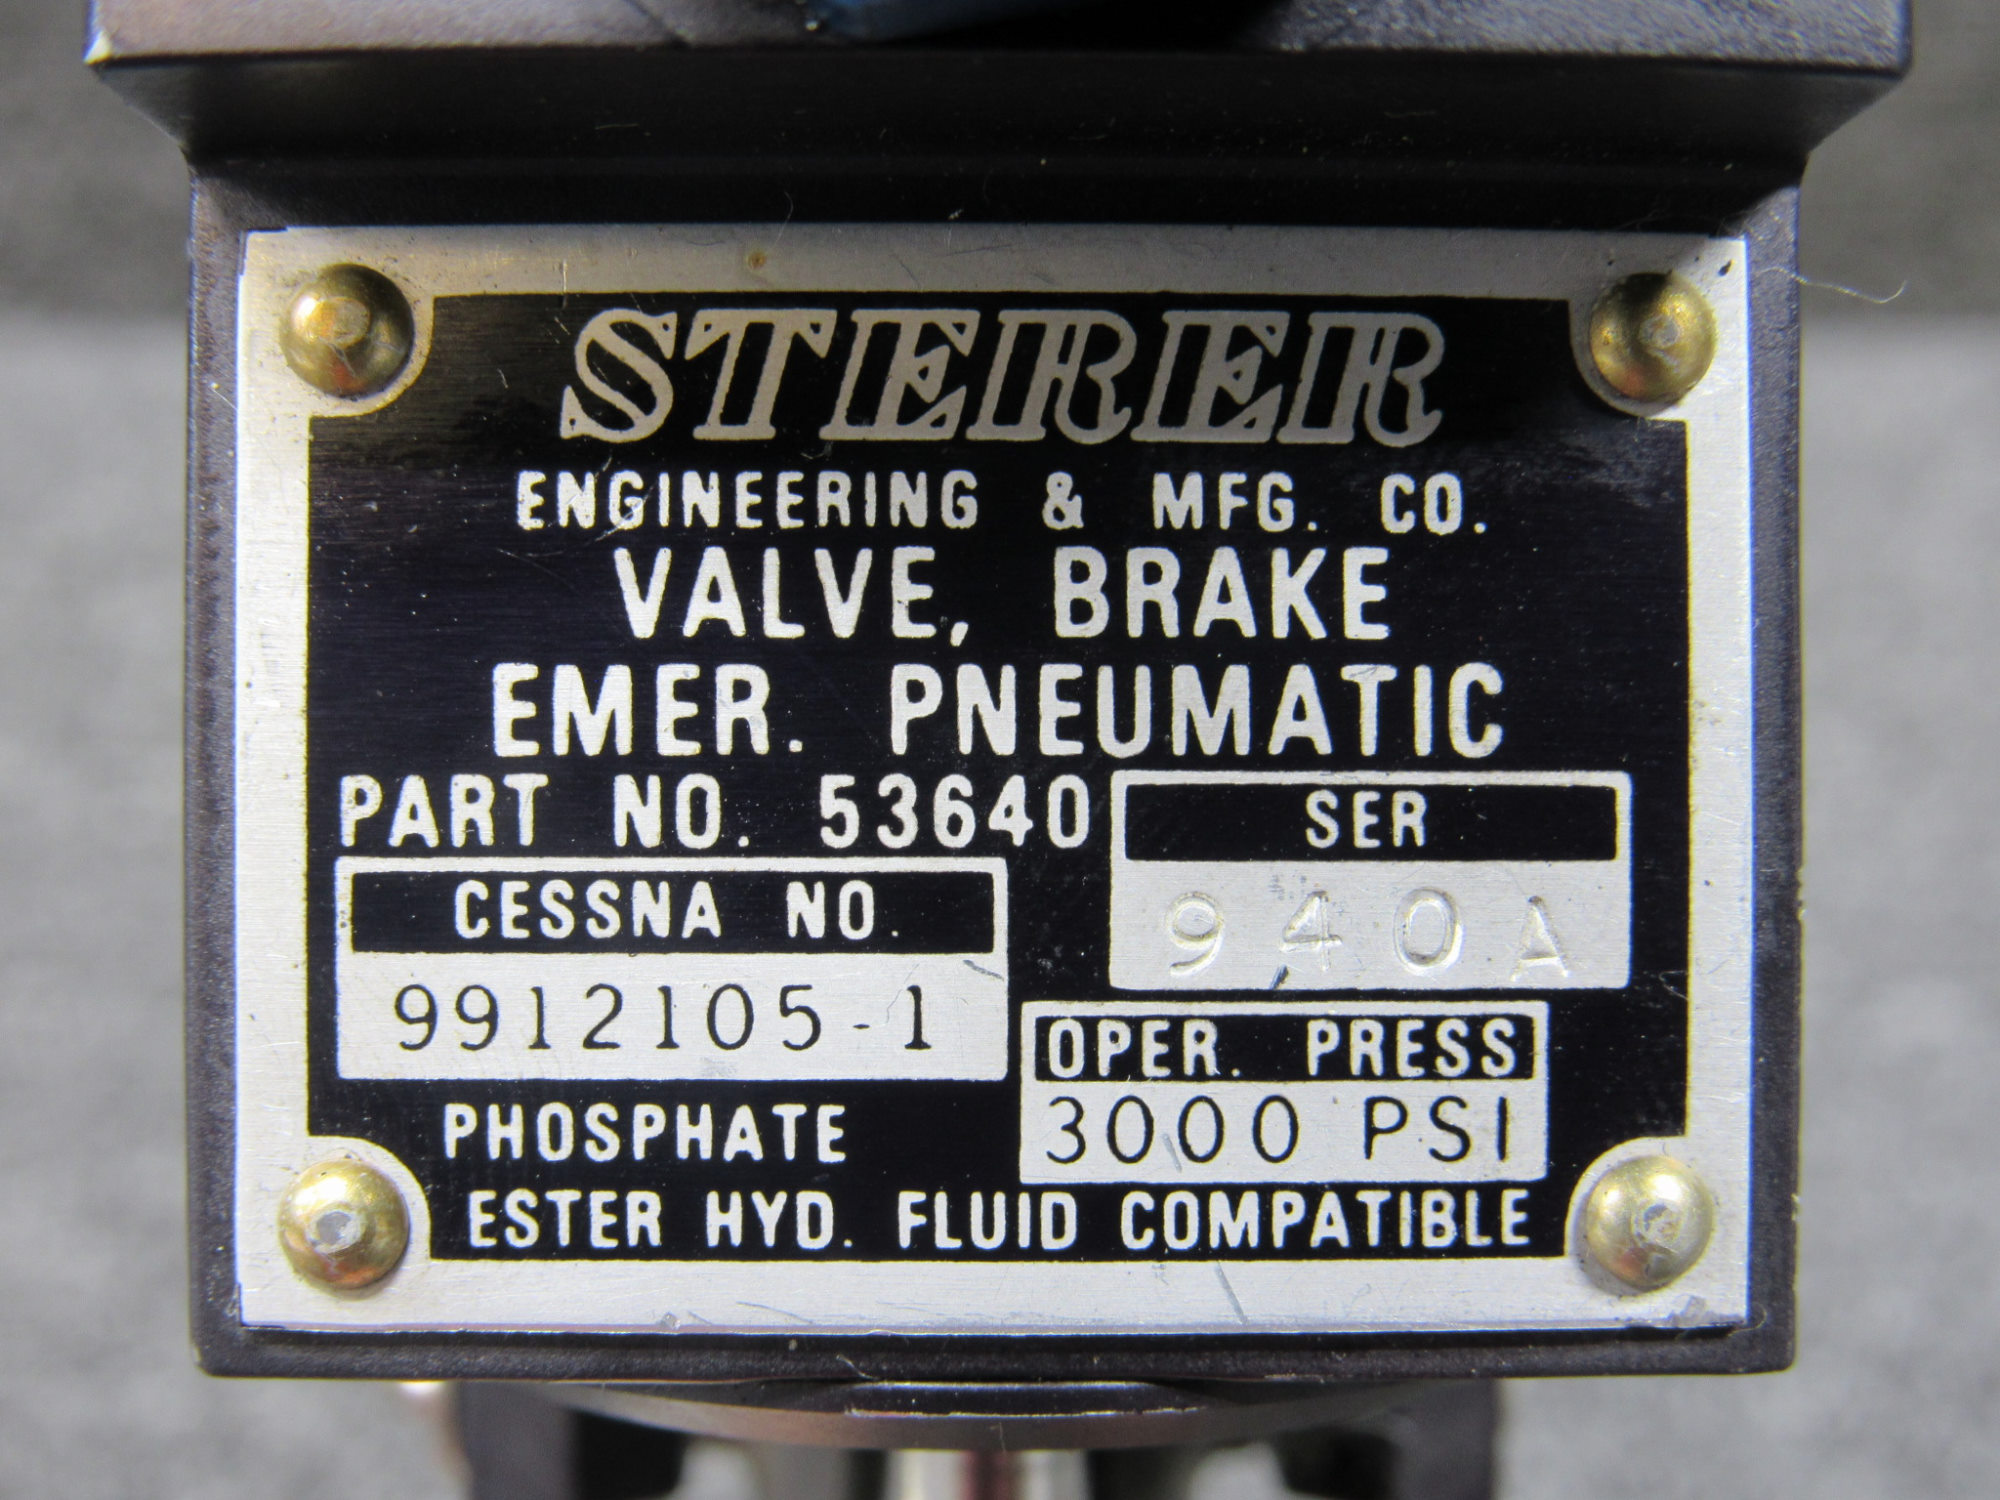 STERER
ENGINEERING & MFG. CO.
VALVE, BRAKE
EMER. PNEUMATIC
PART NO. 53640
SER
940A
CESSNA NO.
9912105-1
OPER. PRESS
3000 PSI
PHOSPHATE
ESTER HYD. FLUID COMPATIBLE